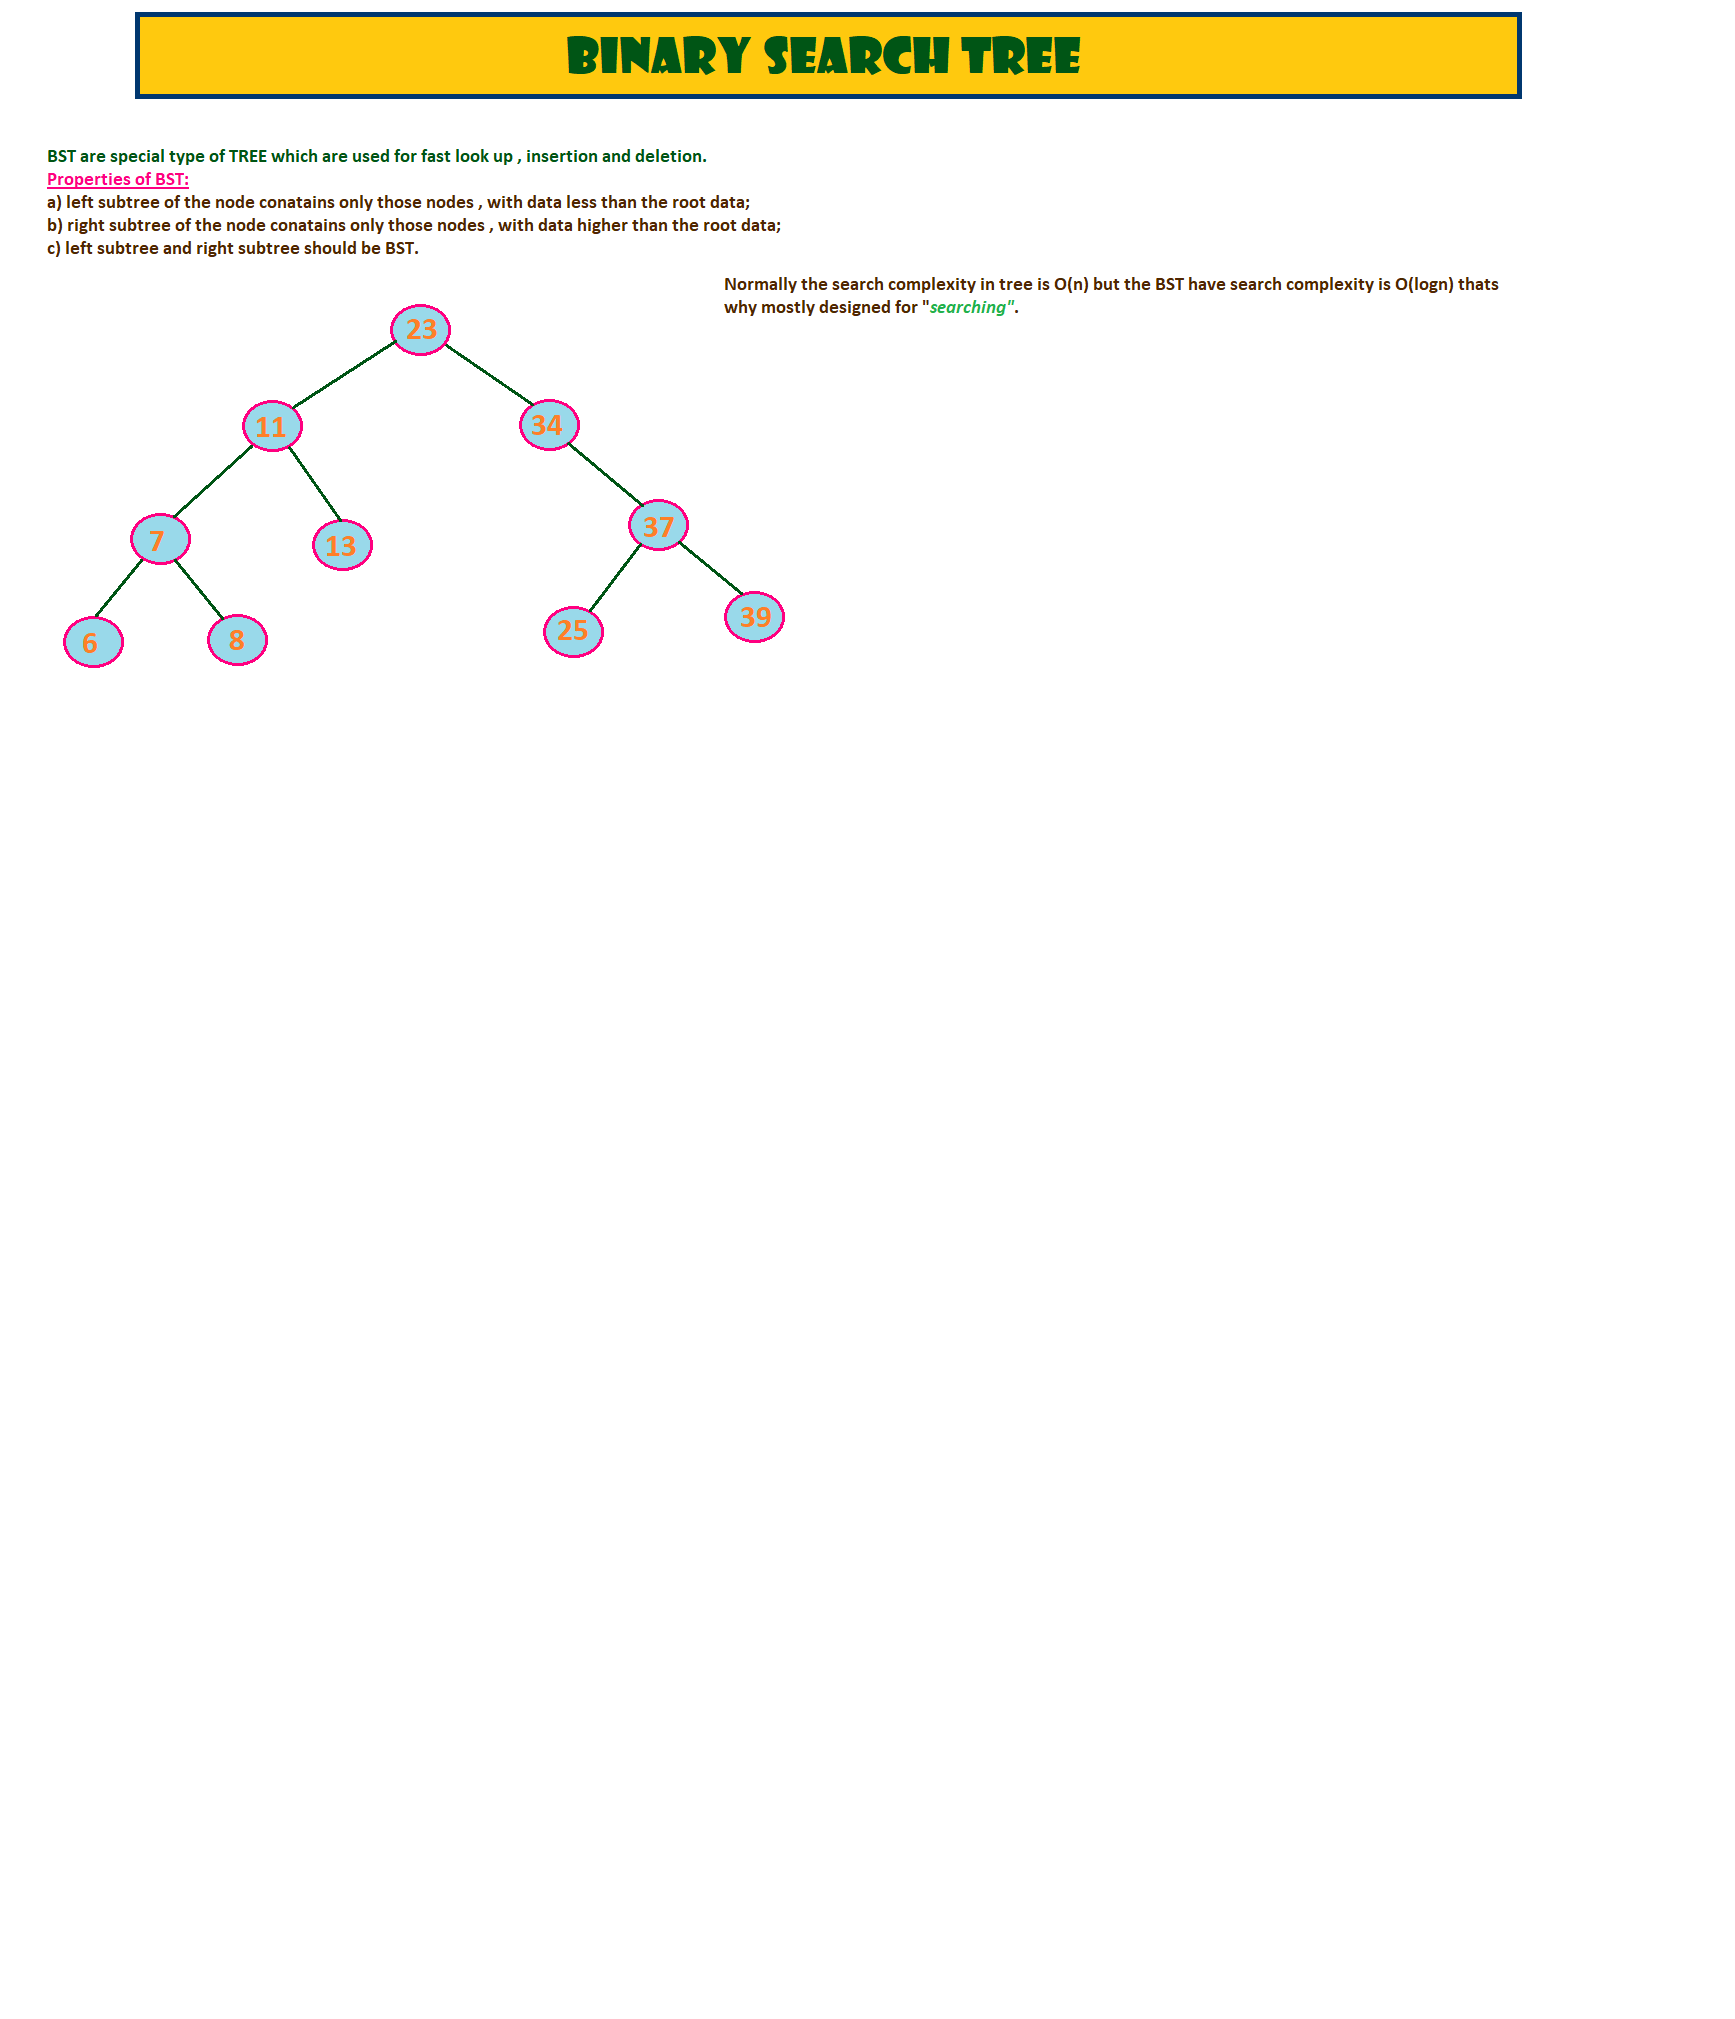 BINARY SEARCH TREE
BST are special type of TREE which are used for fast look up , insertion and deletion.
Properties of BST:
a) left subtree of the node conatains only those nodes , with data less than the root data;
b) right subtree of the node conatains only those nodes , with data higher than the root data;
c) left subtree and right subtree should be BST.
Normally the search complexity in tree is O(n) but the BST have search complexity is O(logn) thats
why mostly designed for "searching".
23
11
34
7
13
37
6
8
25
39